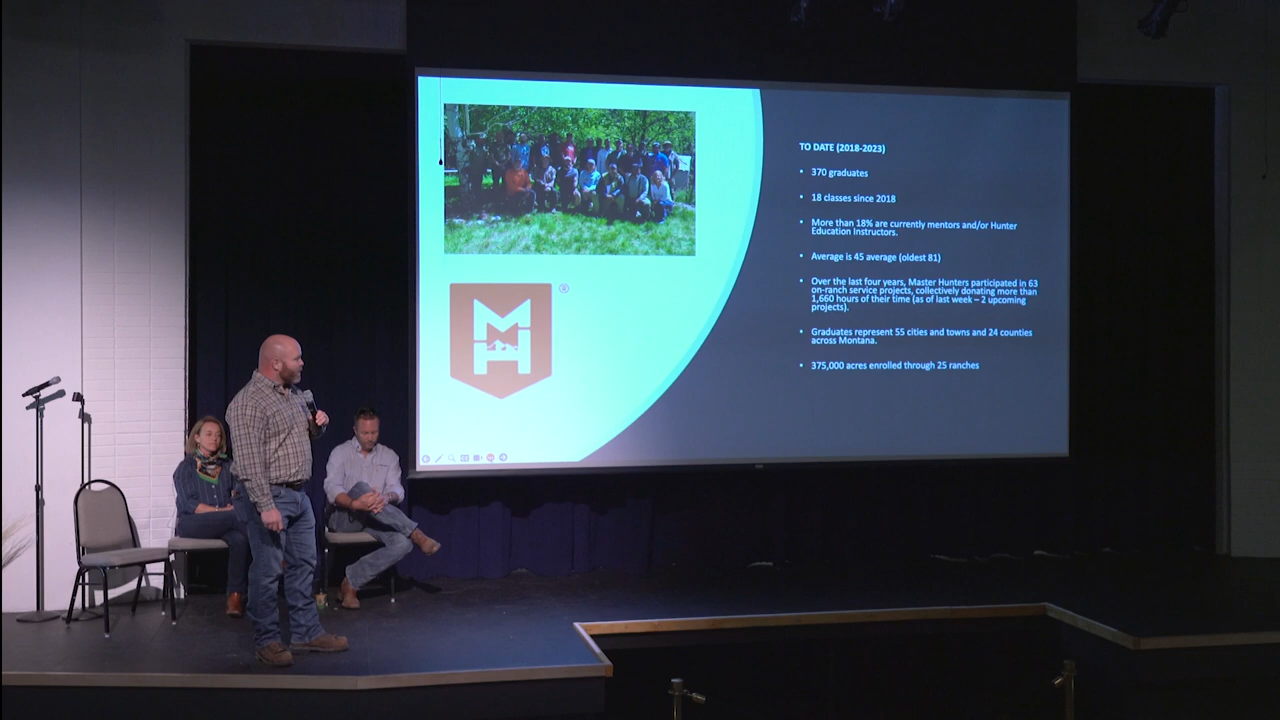 TO DATE (2018-2023)
• 370 graduates
• 18 classes since 2018
• More than 18% are currently mentors and/or Hunter
Education Instructors.
• Average is 45 average (oldest 81)
• Over the last four years, Master Hunters participated in 63
on-ranch service projects, collectively donating more than
1,660 hours of their time (as of last week – 2 upcoming
projects).
• Graduates represent 55 cities and towns and 24 counties
across Montana.
• 375,000 acres enrolled through 25 ranches
MH ®